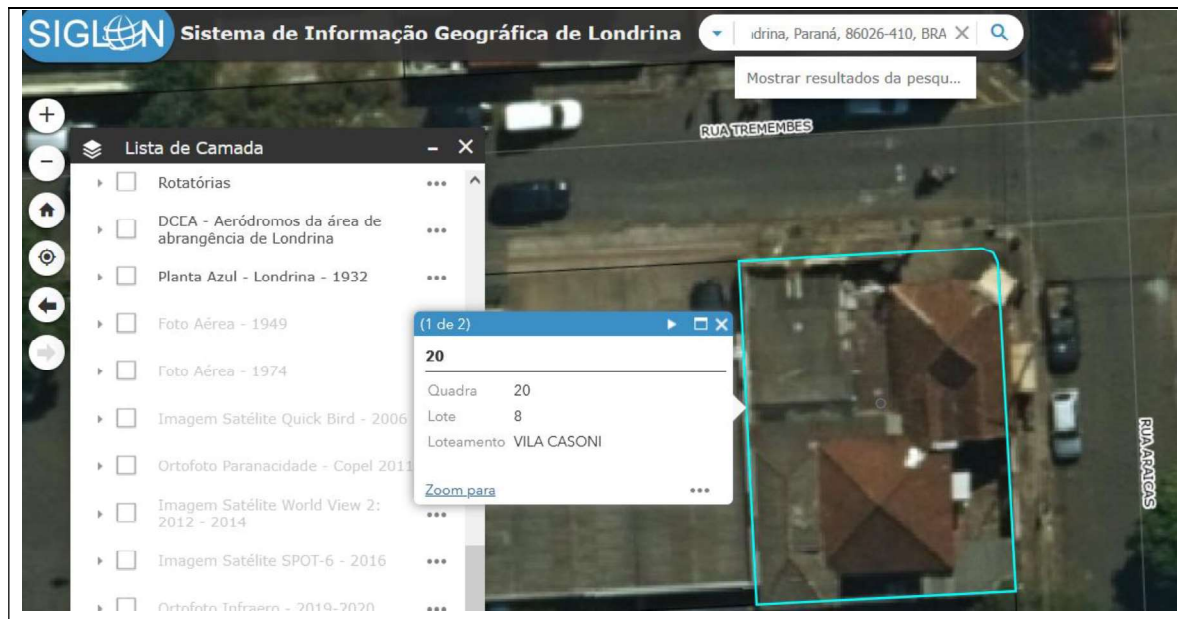 SIGLON Sistema de Informação Geográfica de Londrina
drina, Paraná, 86026-410, BRA
Mostrar resultados da pesqu...
RUA TREMEMBES
Lista de Camada
Rotatórias
DCEA - Aeródromos da área de
abrangência de Londrina
Planta Azul - Londrina - 1932
Foto Aérea - 1949
Foto Aérea - 1974
Imagem Satélite Quick Bird - 2006
Ortofoto Paranacidade - Copel 2011
Imagem Satélite World View 2:
2012 - 2014
Imagem Satélite SPOT-6 - 2016
Ortofoto Infraero - 2019-2020
(1 de 2)
20
Quadra 20
Lote 8
Loteamento VILA CASONI
Zoom para
RUA ARAICAS